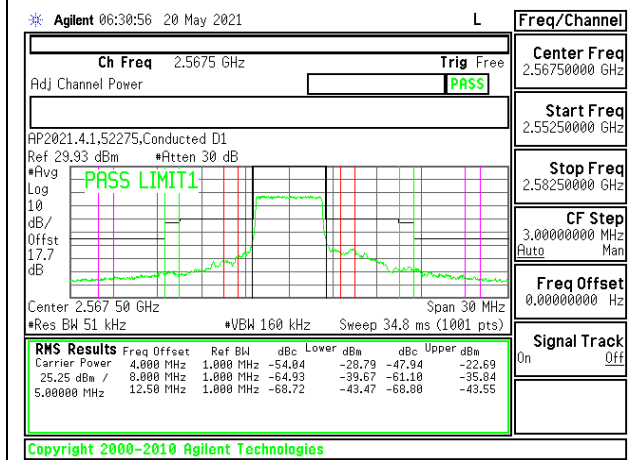 Agilent 06:30:56 20 May 2021 L Freq/Channel
Ch Freq 2.5675 GHz Trig Free
Adj Channel Power PASS
Center Freq
2.56750000 GHz
Start Freq
2.55250000 GHz
AP2021.4.1,52275,Conducted D1
Ref 29.93 dBm #Atten 30 dB
#Avg
Log
10
dB/
Offst
17.7
dB
PASS LIMIT1
Stop Freq
2.58250000 GHz
CF Step
3.00000000 MHz
Auto Man
Freq Offset
0.00000000 Hz
Center 2.567 50 GHz Span 30 MHz
#Res BW 51 kHz #VBW 160 kHz Sweep 34.8 ms (1001 pts)
Signal Track
On Off
RMS Results Freq Offset Ref BW dBc Lower dBm dBc Upper dBm
Carrier Power 4.000 MHz 1.000 MHz -54.04 -28.79 -47.94 -22.69
25.25 dBm / 8.000 MHz 1.000 MHz -64.93 -39.67 -61.10 -35.84
5.00000 MHz 12.50 MHz 1.000 MHz -68.72 -43.47 -68.80 -43.55
Copyright 2000-2010 Agilent Technologies